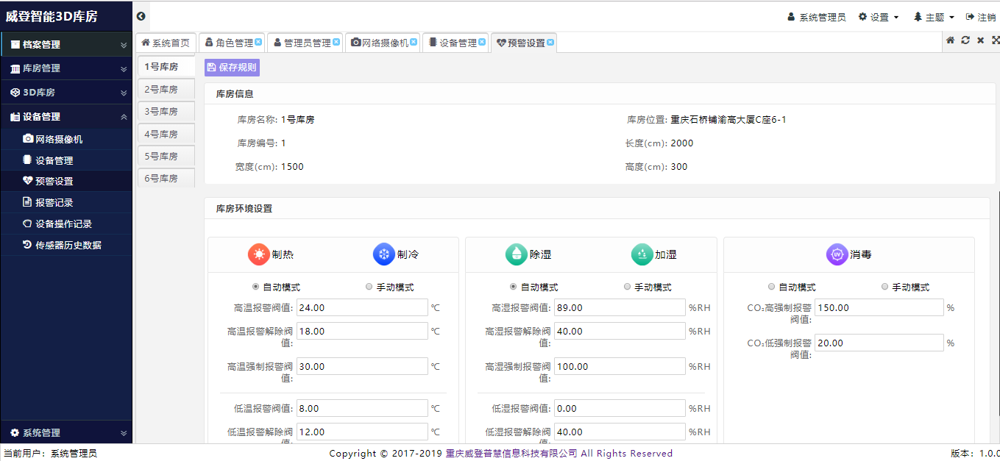 威登智能3D库房
系统管理员 设置 主题 注销
档案管理
库房管理
3D库房
设备管理
网络摄像机
设备管理
预警设置
报警记录
设备操作记录
传感器历史数据
系统管理
系统首页 角色管理 管理员管理 网络摄像机 设备管理 预警设置
1号库房
2号库房
3号库房
4号库房
5号库房
6号库房
保存规则
库房信息
库房名称: 1号库房 库房位置: 重庆石桥铺渝高大厦C座6-1
库房编号: 1 长度(cm): 2000
宽度(cm): 1500 高度(cm): 300
库房环境设置
制热 制冷
自动模式 手动模式
高温报警阀值: 24.00 ℃
高温报警解除阀
值: 18.00 ℃
高温强制报警阀
值: 30.00 ℃
低温报警阀值: 8.00 ℃
低温报警解除阀 12.00 ℃
除湿 加湿
自动模式 手动模式
高湿报警阀值: 89.00 %RH
高湿报警解除阀
值: 40.00 %RH
高湿强制报警阀
值: 100.00 %RH
低湿报警阀值: 0.00 %RH
低湿报警解除阀 40.00 %RH
UV 消毒
自动模式 手动模式
CO₂高强制报警
阀值: 150.00 %
CO₂低强制报警
阀值: 20.00 %
当前用户: 系统管理员 Copyright © 2017-2019 重庆威登普慧信息科技有限公司 All Rights Reserved 版本: 1.0.0